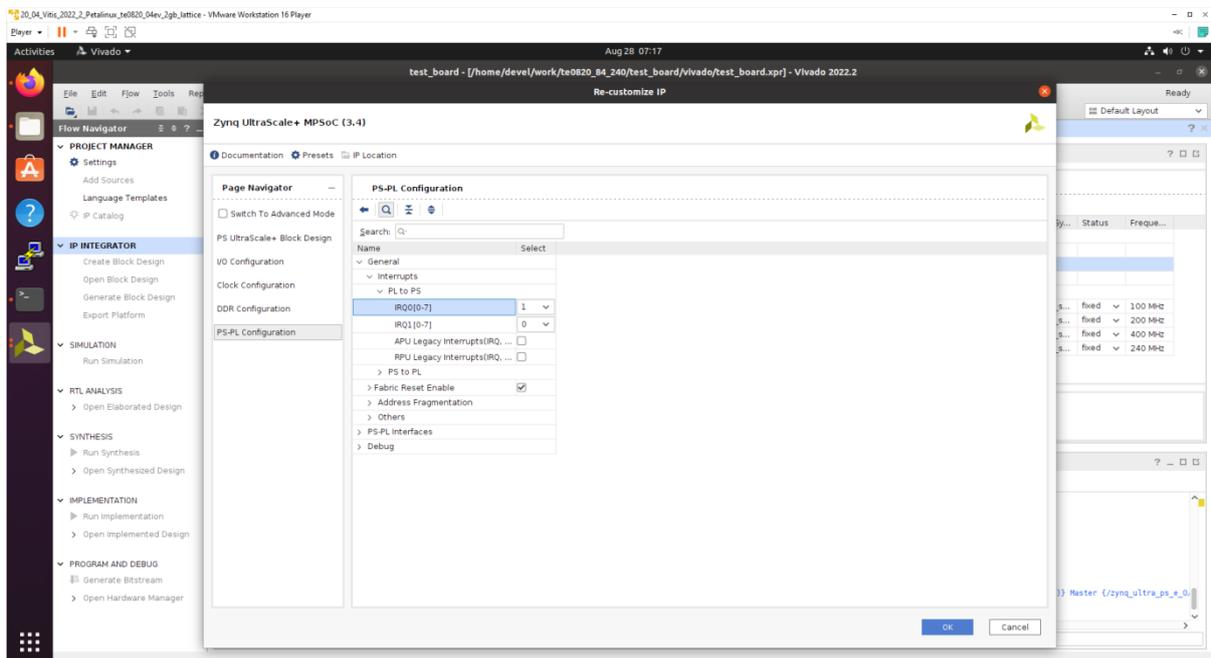 20_04_Vitis_2022_2_Petalinux_te0820_04ev_2gb_lattice - VMware Workstation 16 Player
Player
Activities Vivado Aug 28 07:17
test_board - [/home/devel/work/te0820_84_240/test_board/vivado/test_board.xpr] - Vivado 2022.2
File Edit Flow Tools Rep
Re-customize IP
Ready
Default Layout
Flow Navigator
PROJECT MANAGER
Settings
Add Sources
Language Templates
IP Catalog
IP INTEGRATOR
Create Block Design
Open Block Design
Generate Block Design
Export Platform
SIMULATION
Run Simulation
RTL ANALYSIS
Open Elaborated Design
SYNTHESIS
Run Synthesis
Open Synthesized Design
IMPLEMENTATION
Run Implementation
Open Implemented Design
PROGRAM AND DEBUG
Generate Bitstream
Open Hardware Manager
Zynq UltraScale+ MPSoC (3.4)
Documentation Presets IP Location
Page Navigator
Switch To Advanced Mode
PS UltraScale+ Block Design
I/O Configuration
Clock Configuration
DDR Configuration
PS-PL Configuration
PS-PL Configuration
Search:
Name Select
General
Interrupts
PL to PS
IRQ0[0-7] 1
IRQ1[0-7] 0
APU Legacy Interrupts(IRQ, ...
RPU Legacy Interrupts(IRQ, ...
PS to PL
Fabric Reset Enable
Address Fragmentation
Others
PS-PL Interfaces
Debug
OK Cancel
Sy... Status Freque...
_s... fixed 100 MHz
_s... fixed 200 MHz
_s... fixed 400 MHz
_s... fixed 240 MHz
)} Master {/zynq_ultra_ps_e_0/